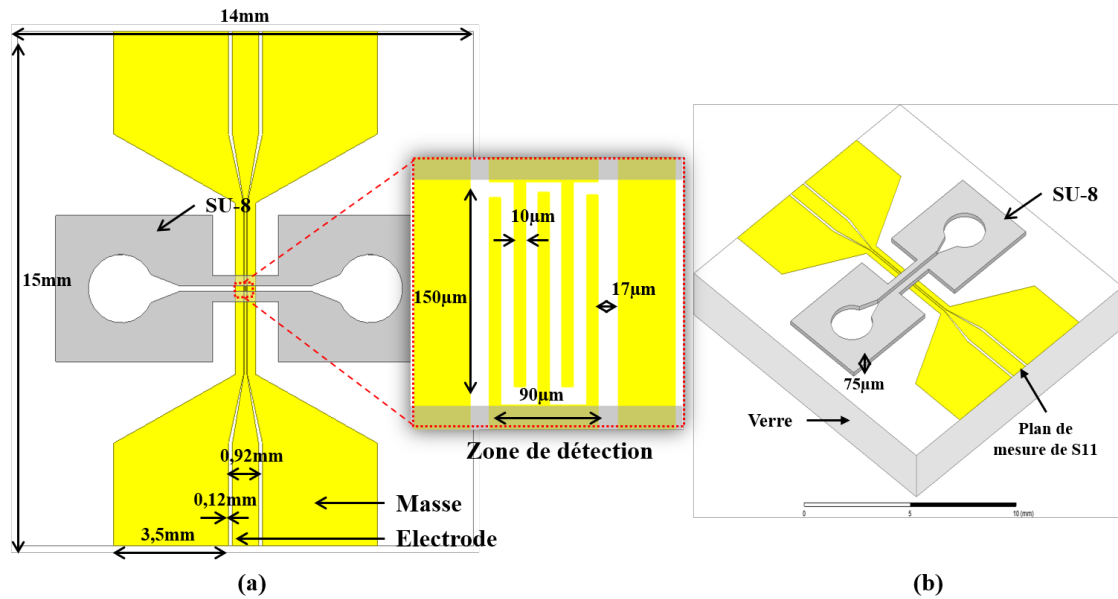 14mm
SU-8
15mm
10µm
17µm
150µm
90µm
Zone de détection
0,92mm
0,12mm
Masse
3,5mm
Electrode
(a)
SU-8
75µm
Verre
Plan de
mesure de S11
0
5
10 (mm)
(b)